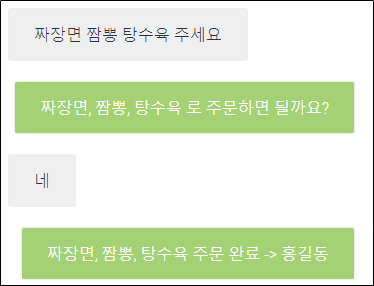 짜장면 짬뽕 탕수육 주세요
짜장면, 짬뽕, 탕수육 로 주문하면 될까요?
네
짜장면, 짬뽕, 탕수육 주문 완료 -> 홍길동